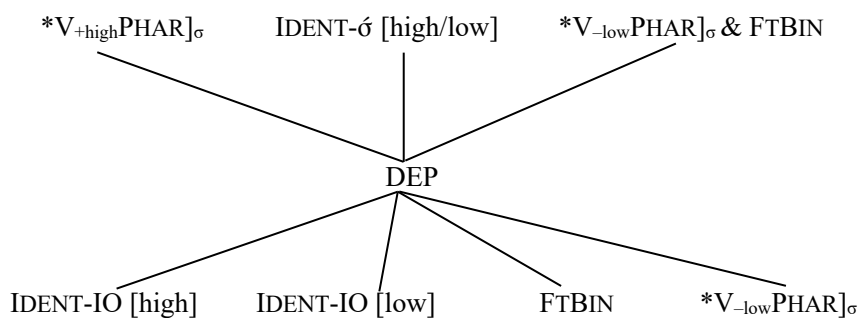 *V₊highPHAR]σ IDENT-σ́ [high/low] *V₋lowPHAR]σ & FTBIN
DEP
IDENT-IO [high] IDENT-IO [low] FTBIN *V₋lowPHAR]σ